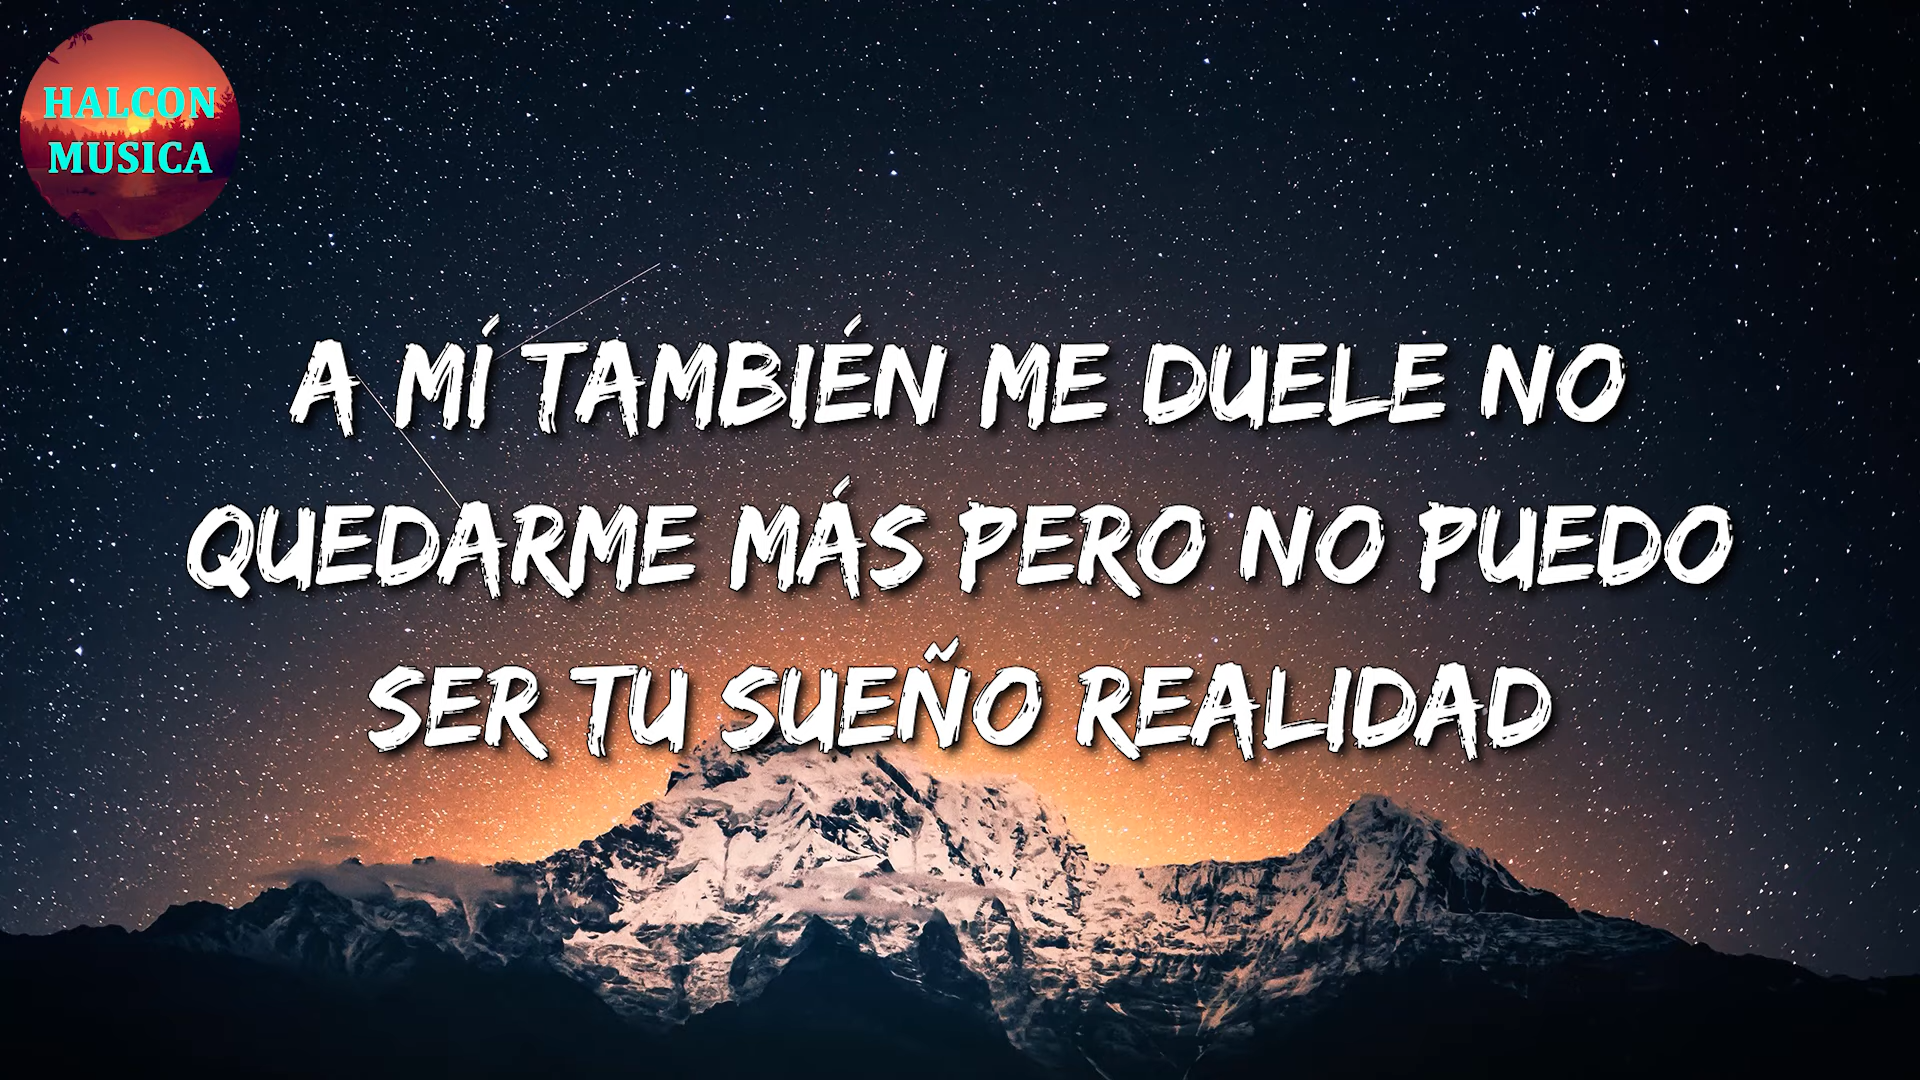 HALCON
MUSICA
A MÍ TAMBIÉN ME DUELE NO
QUEDARME MÁS PERO NO PUEDO
SER TU SUEÑO REALIDAD